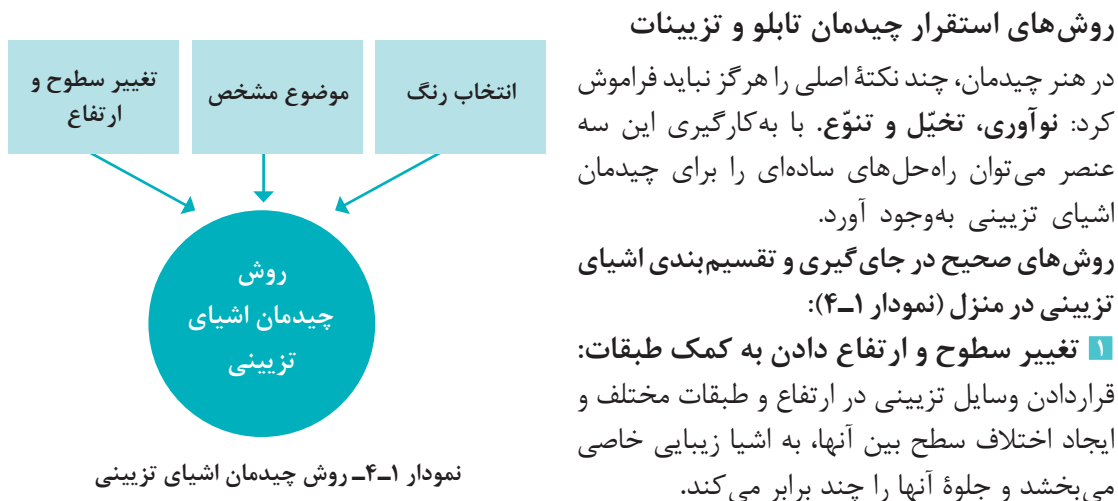 روش‌های استقرار چیدمان تابلو و تزیینات
در هنر چیدمان، چند نکتهٔ اصلی را هرگز نباید فراموش
کرد: نوآوری، تخیّل و تنوّع. با به‌کارگیری این سه
عنصر می‌توان راه‌حل‌های ساده‌ای را برای چیدمان
اشیای تزیینی به‌وجود آورد.
روش‌های صحیح در جای‌گیری و تقسیم‌بندی اشیای
تزیینی در منزل (نمودار ۱ــ۴):
۱ تغییر سطوح و ارتفاع دادن به کمک طبقات:
قراردادن وسایل تزیینی در ارتفاع و طبقات مختلف و
ایجاد اختلاف سطح بین آنها، به اشیا زیبایی خاصی
می‌بخشد و جلوهٔ آنها را چند برابر می‌کند.
انتخاب رنگ
موضوع مشخص
تغییر سطوح و
ارتفاع
روش
چیدمان اشیای
تزیینی
نمودار ۱ــ۴ــ روش چیدمان اشیای تزیینی